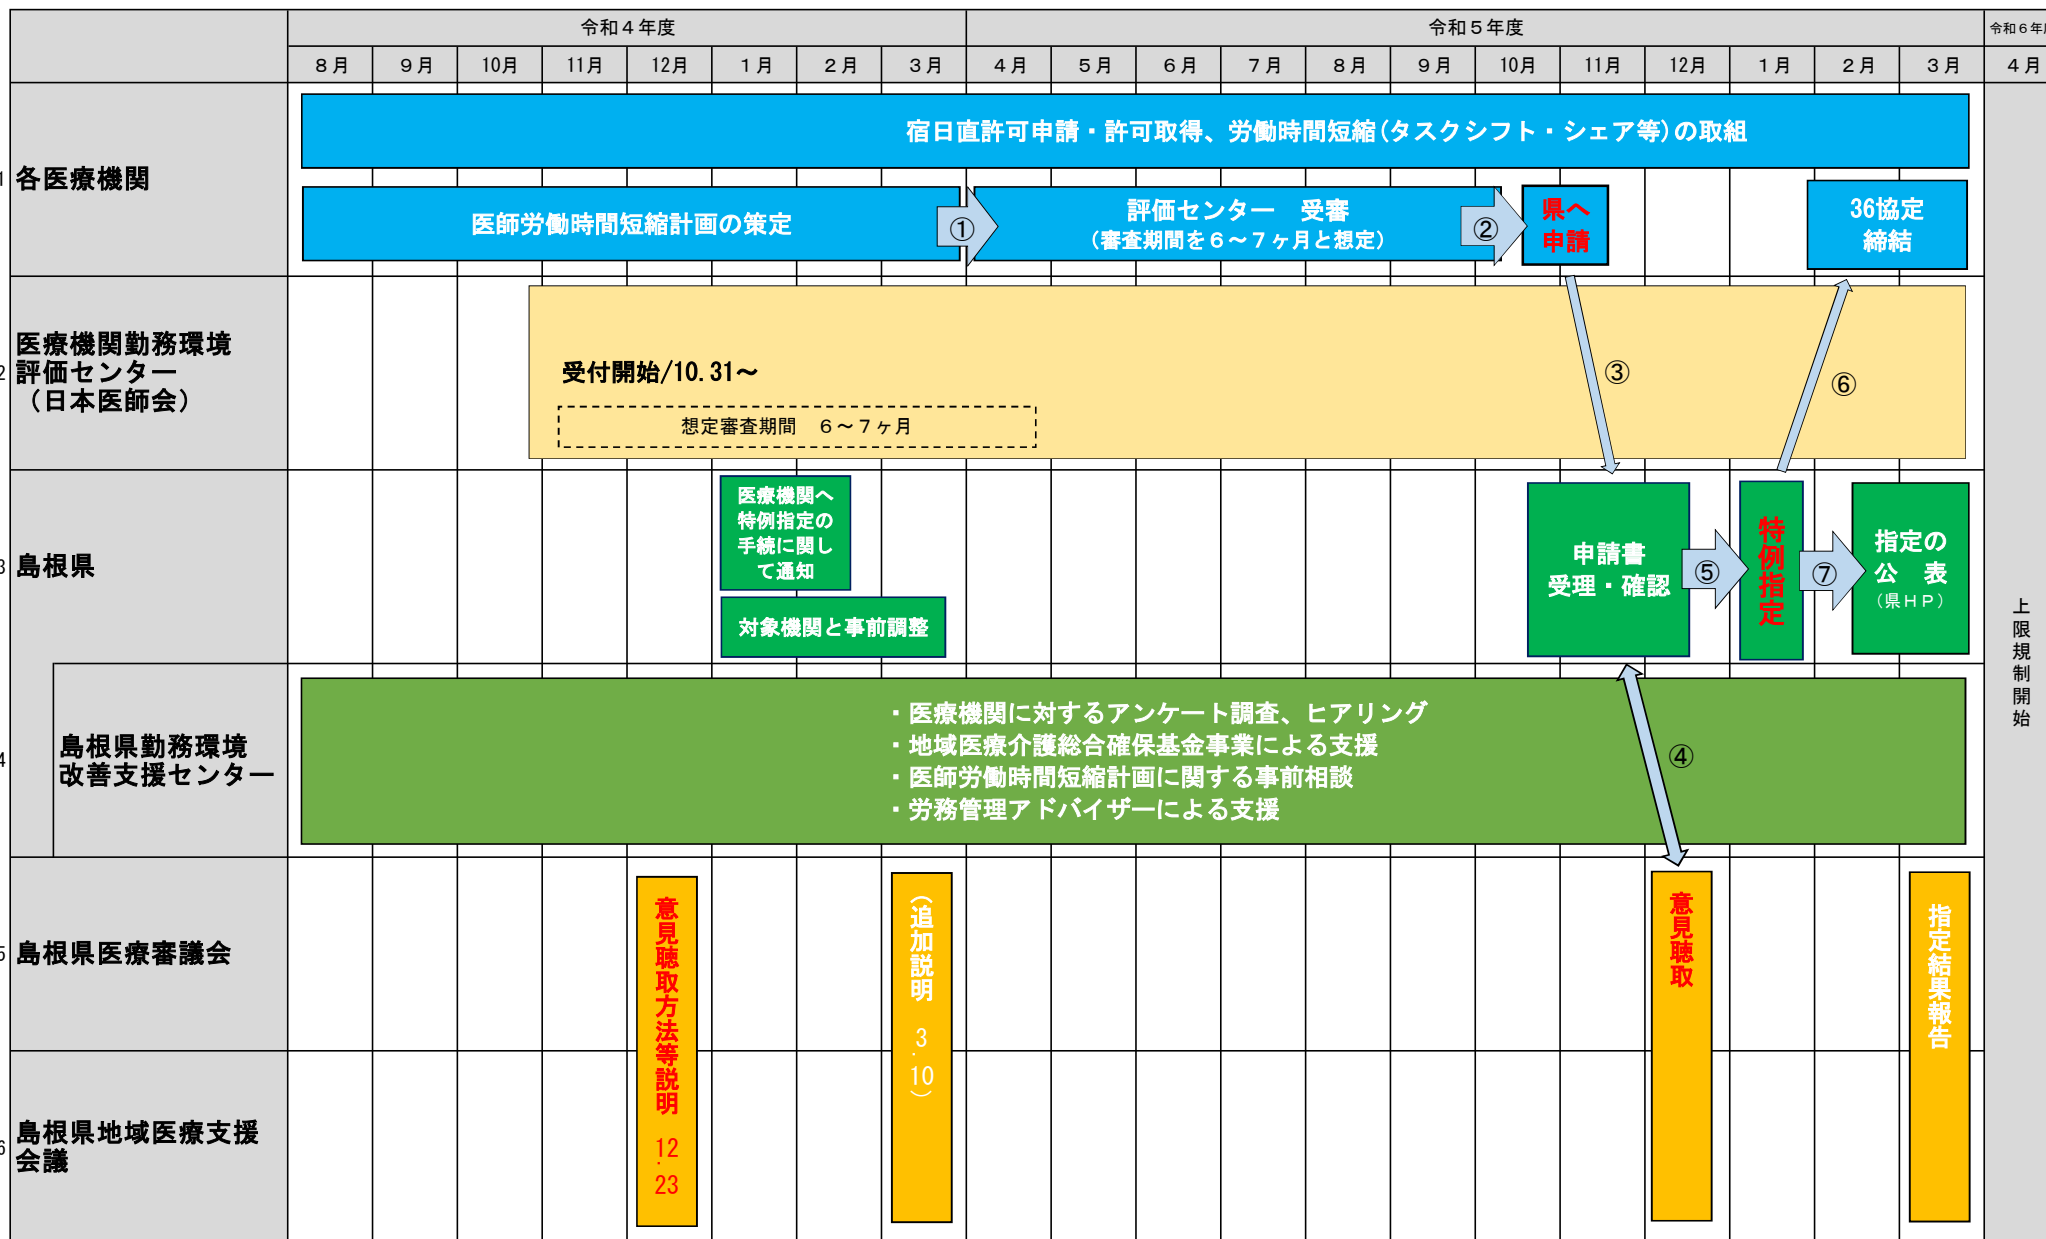 令和４年度
令和５年度
令和６年度
８月 ９月 10月 11月 12月 １月 ２月 ３月 ４月 ５月 ６月 ７月 ８月 ９月 10月 11月 12月 １月 ２月 ３月 ４月
1
各医療機関
宿日直許可申請・許可取得、労働時間短縮(タスクシフト・シェア等)の取組
医師労働時間短縮計画の策定
①
評価センター　受審
（審査期間を６～７ヶ月と想定）
②
県へ
申請
36協定
締結
2
医療機関勤務環境
評価センター
（日本医師会）
受付開始/10.31～
想定審査期間　６～７ヶ月
③
⑥
3
島根県
医療機関へ
特例指定の
手続に関し
て通知
対象機関と事前調整
申請書
受理・確認
⑤
特例指定
⑦
指定の
公　表
（県ＨＰ）
上限規制開始
4
島根県勤務環境
改善支援センター
・医療機関に対するアンケート調査、ヒアリング
・地域医療介護総合確保基金事業による支援
・医師労働時間短縮計画に関する事前相談
・労務管理アドバイザーによる支援
④
5
島根県医療審議会
意見聴取方法等説明　12.23
（追加説明　3.10）
意見聴取
指定結果報告
6
島根県地域医療支援
会議